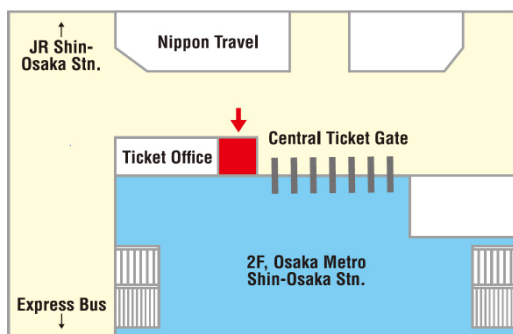 ↑
JR Shin-
Osaka Stn.
Nippon Travel
Ticket Office
Central Ticket Gate
2F, Osaka Metro
Shin-Osaka Stn.
Express Bus
↓